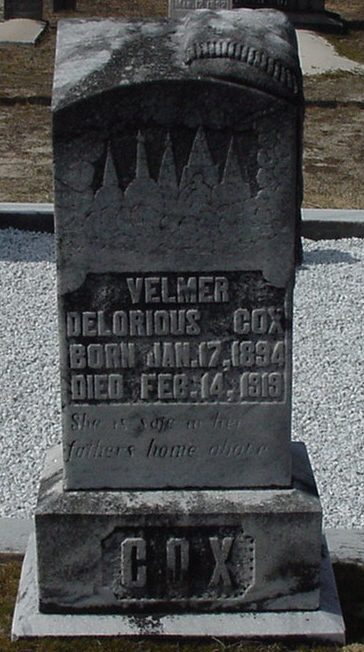 VELMER
DELORIOUS COX
BORN JAN. 17, 1894
DIED FEB. 14, 1919
She is safe in her
fathers home above
COX